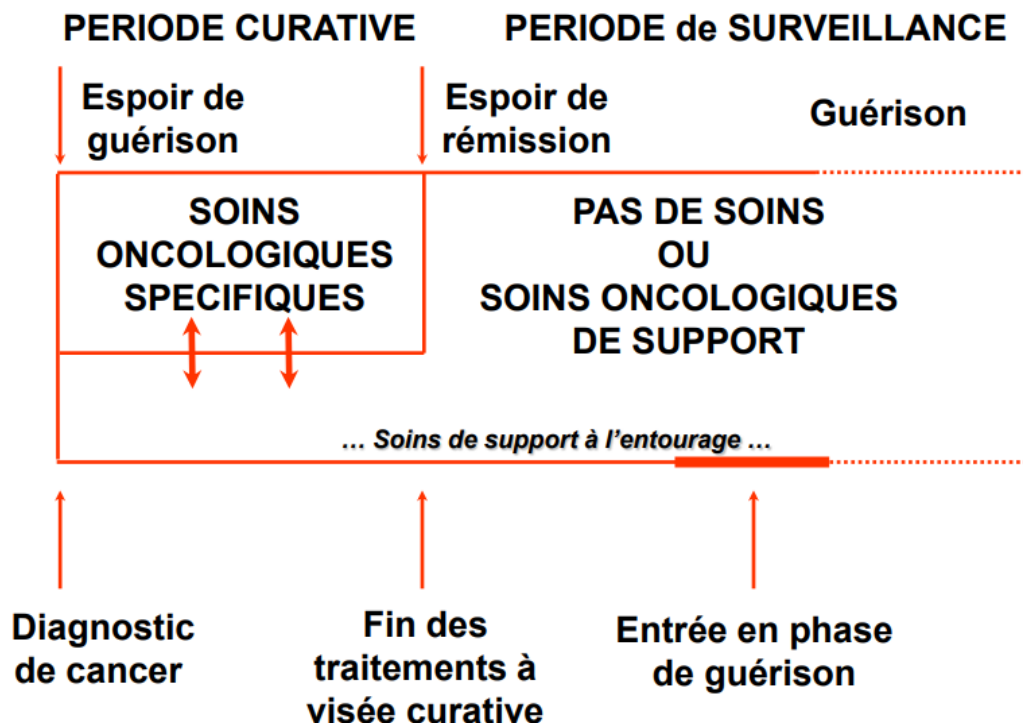 PERIODE CURATIVE
PERIODE de SURVEILLANCE
Espoir de
guérison
Espoir de
rémission
Guérison
SOINS
ONCOLOGIQUES
SPECIFIQUES
PAS DE SOINS
OU
SOINS ONCOLOGIQUES
DE SUPPORT
... Soins de support à l'entourage ...
Diagnostic
de cancer
Fin des
traitements à
visée curative
Entrée en phase
de guérison